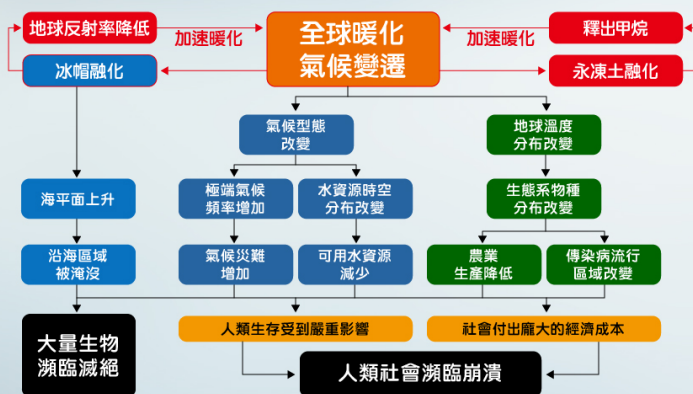 地球反射率降低
加速暖化
全球暖化
氣候變遷
加速暖化
釋出甲烷
冰帽融化
永凍土融化
氣候型態
改變
地球溫度
分布改變
海平面上升
極端氣候
頻率增加
水資源時空
分布改變
生態系物種
分布改變
沿海區域
被淹沒
氣候災難
增加
可用水資源
減少
農業
生產降低
傳染病流行
區域改變
大量生物
瀕臨滅絕
人類生存受到嚴重影響
社會付出龐大的經濟成本
人類社會瀕臨崩潰